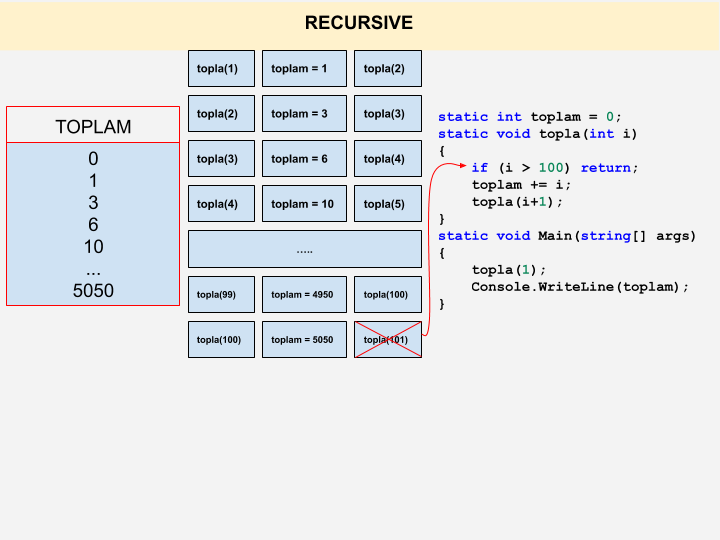 RECURSIVE
TOPLAM
0
1
3
6
10
...
5050
topla(1) toplam = 1 topla(2)
topla(2) toplam = 3 topla(3)
topla(3) toplam = 6 topla(4)
topla(4) toplam = 10 topla(5)
.....
topla(99) toplam = 4950 topla(100)
topla(100) toplam = 5050 topla(101)
static int toplam = 0;
static void topla(int i)
{
    if (i > 100) return;
    toplam += i;
    topla(i+1);
}
static void Main(string[] args)
{
    topla(1);
    Console.WriteLine(toplam);
}